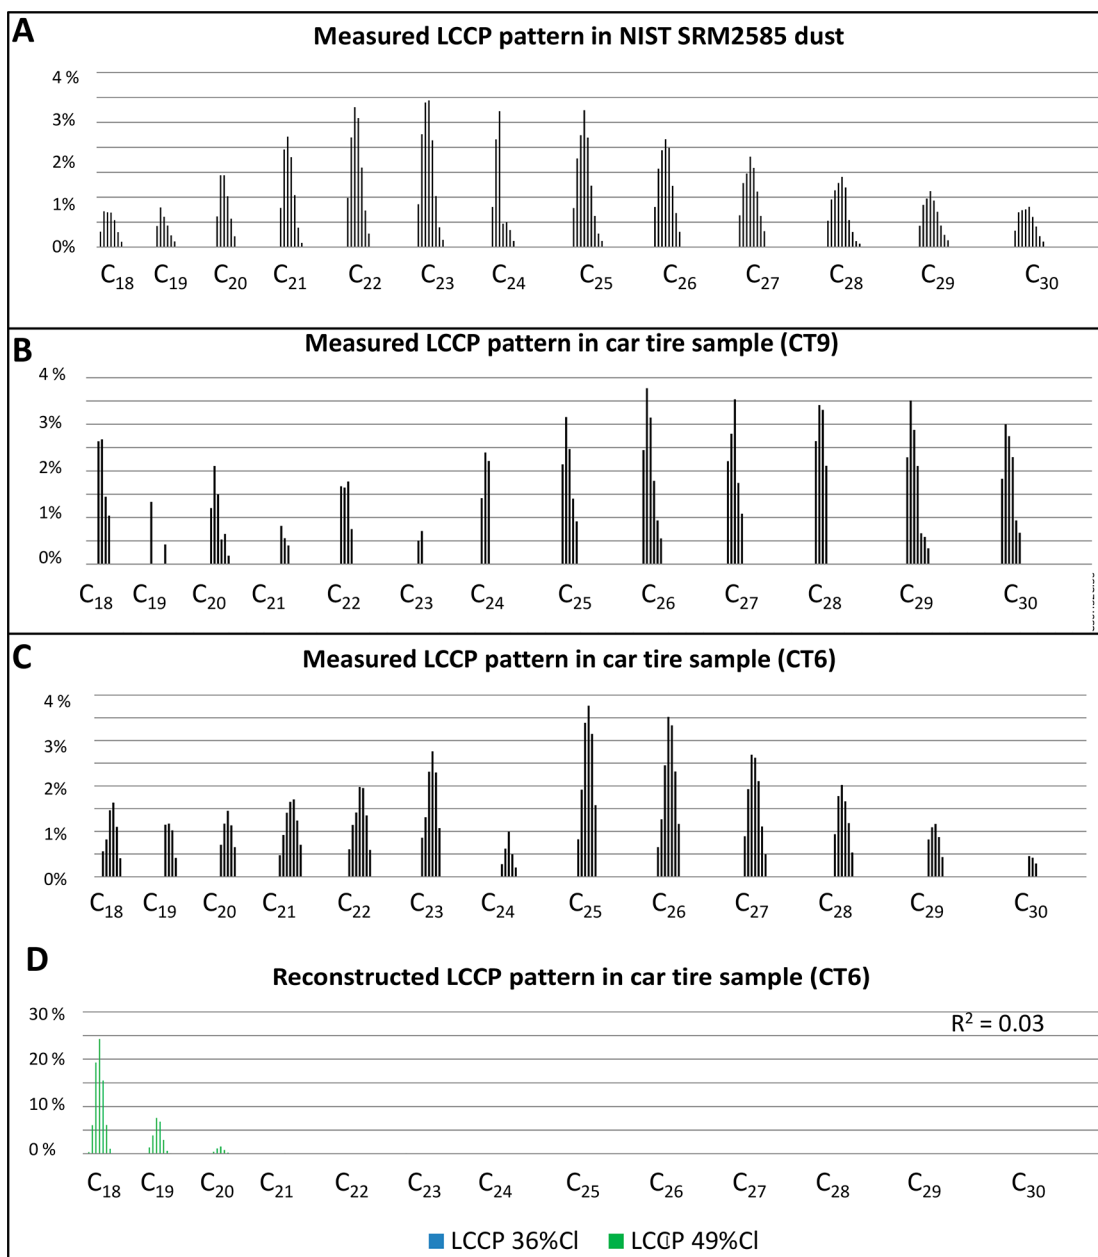 A
Measured LCCP pattern in NIST SRM2585 dust
4 %
3%
2%
1%
0%
C18 C19 C20 C21 C22 C23 C24 C25 C26 C27 C28 C29 C30
B
Measured LCCP pattern in car tire sample (CT9)
4 %
3%
2%
1%
0%
C18 C19 C20 C21 C22 C23 C24 C25 C26 C27 C28 C29 C30
C
Measured LCCP pattern in car tire sample (CT6)
4 %
3%
2%
1%
0%
C18 C19 C20 C21 C22 C23 C24 C25 C26 C27 C28 C29 C30
D
Reconstructed LCCP pattern in car tire sample (CT6)
R² = 0.03
30 %
20 %
10 %
0 %
C18 C19 C20 C21 C22 C23 C24 C25 C26 C27 C28 C29 C30
LCCP 36%Cl LCCP 49%Cl